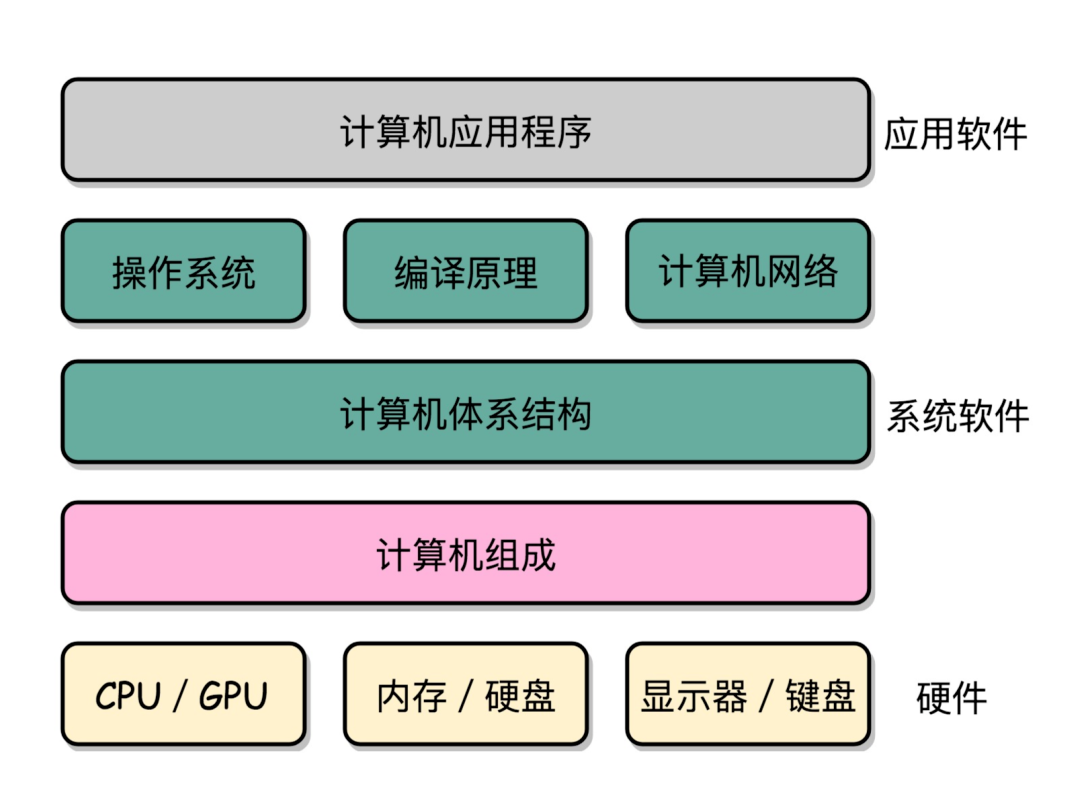 计算机应用程序
应用软件
操作系统
编译原理
计算机网络
计算机体系结构
系统软件
计算机组成
CPU / GPU
内存 / 硬盘
显示器 / 键盘
硬件